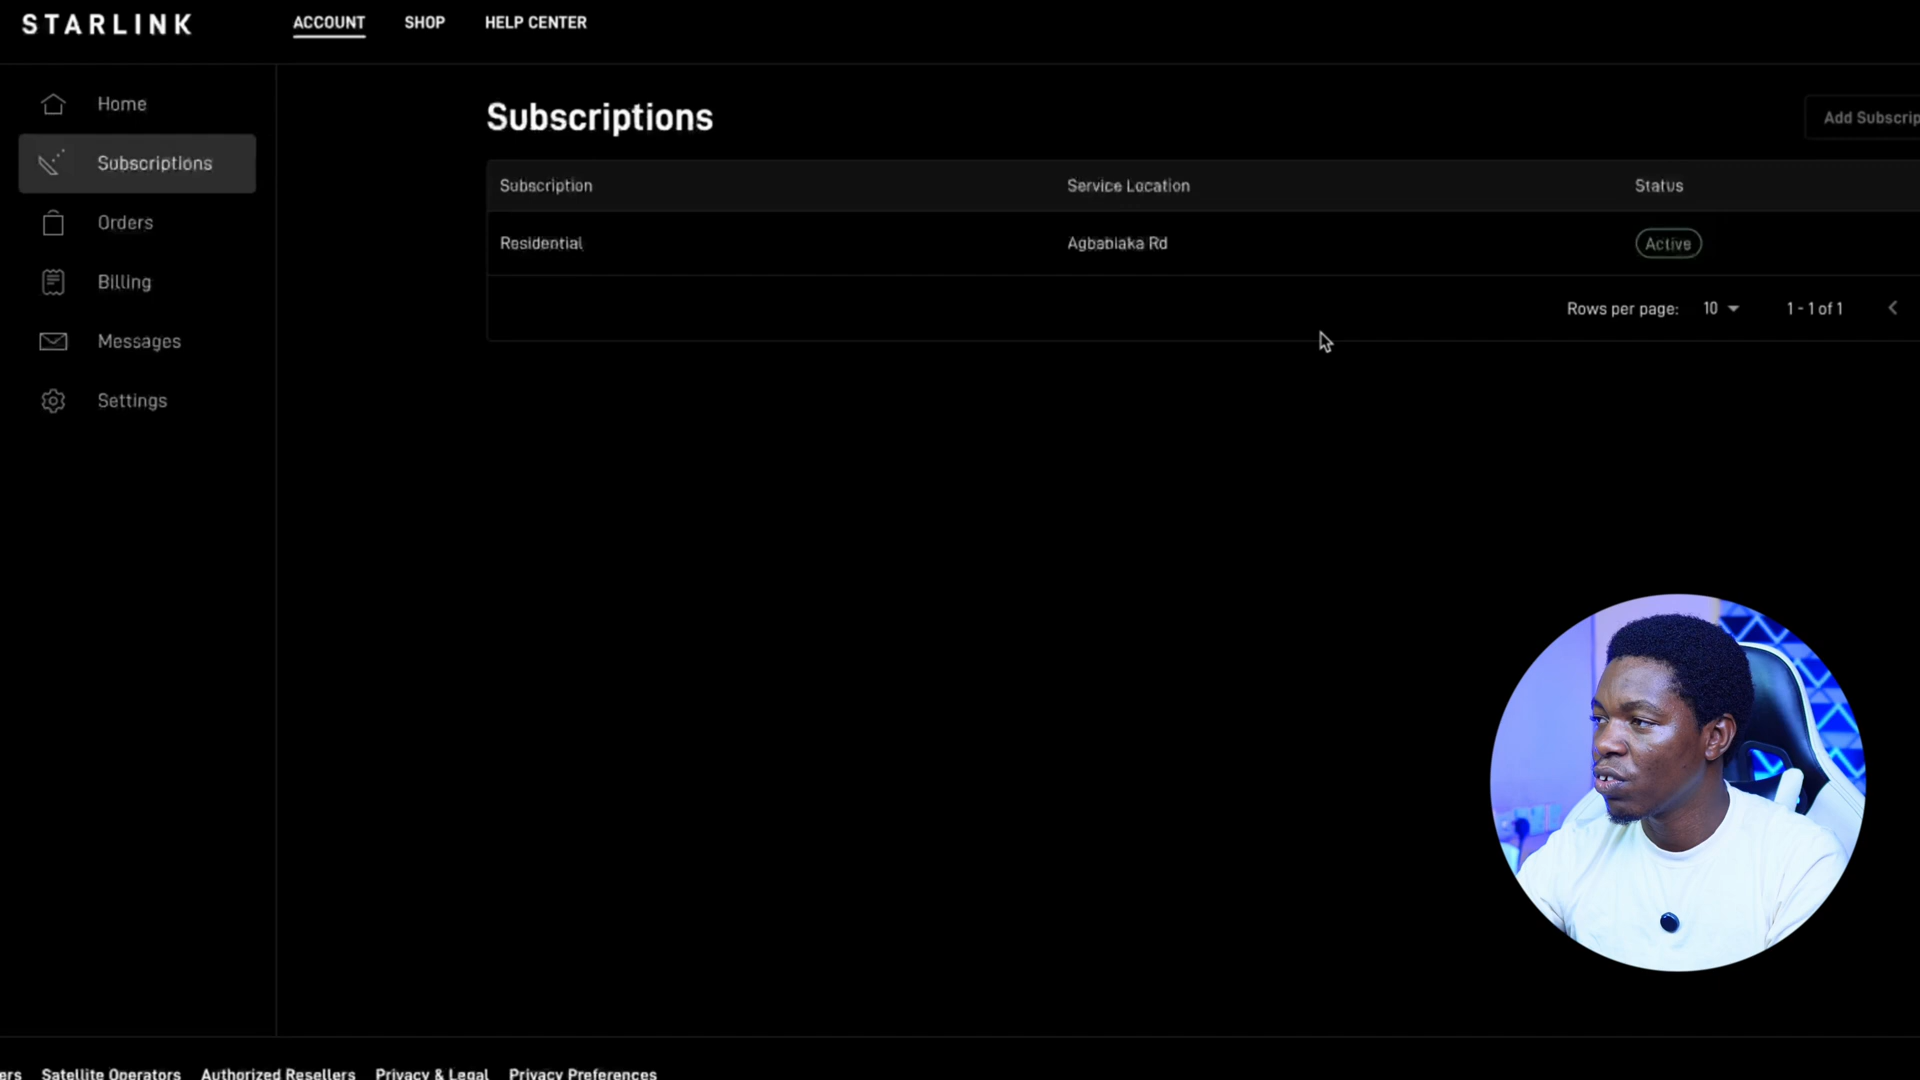 STARLINK
ACCOUNT SHOP HELP CENTER
Home
Subscriptions
Orders
Billing
Messages
Settings
Subscriptions
Add Subscrip
Subscription Service Location Status
Residential Agbabiaka Rd Active
Rows per page: 10 1 - 1 of 1
ers Satellite Operators Authorized Resellers Privacy & Legal Privacy Preferences